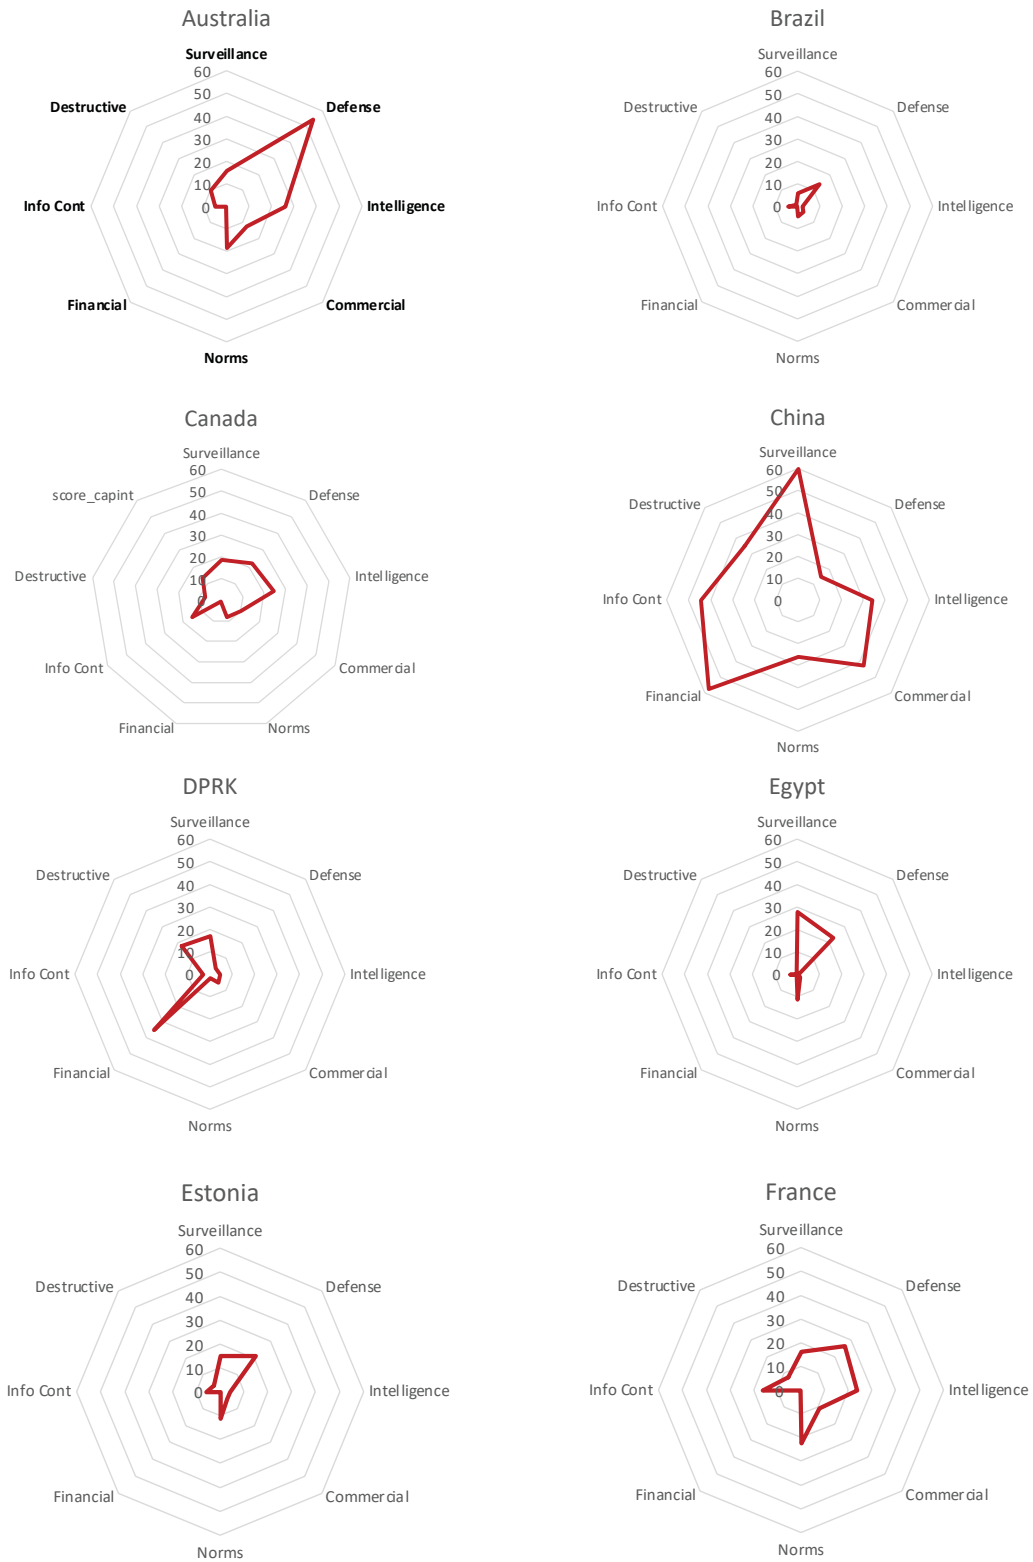 Australia
Surveillance
60
50
40
30
20
10
0
Destructive
Defense
Info Cont
Intelligence
Financial
Commercial
Norms
Brazil
Surveillance
60
50
40
30
20
10
0
Destructive
Defense
Info Cont
Intelligence
Financial
Commercial
Norms
Canada
Surveillance
60
50
40
30
20
10
0
score_capint
Defense
Destructive
Intelligence
Info Cont
Commercial
Financial
Norms
China
Surveillance
60
50
40
30
20
10
0
Destructive
Defense
Info Cont
Intelligence
Financial
Commercial
Norms
DPRK
Surveillance
60
50
40
30
20
10
0
Destructive
Defense
Info Cont
Intelligence
Financial
Commercial
Norms
Egypt
Surveillance
60
50
40
30
20
10
0
Destructive
Defense
Info Cont
Intelligence
Financial
Commercial
Norms
Estonia
Surveillance
60
50
40
30
20
10
0
Destructive
Defense
Info Cont
Intelligence
Financial
Commercial
Norms
France
Surveillance
60
50
40
30
20
10
0
Destructive
Defense
Info Cont
Intelligence
Financial
Commercial
Norms